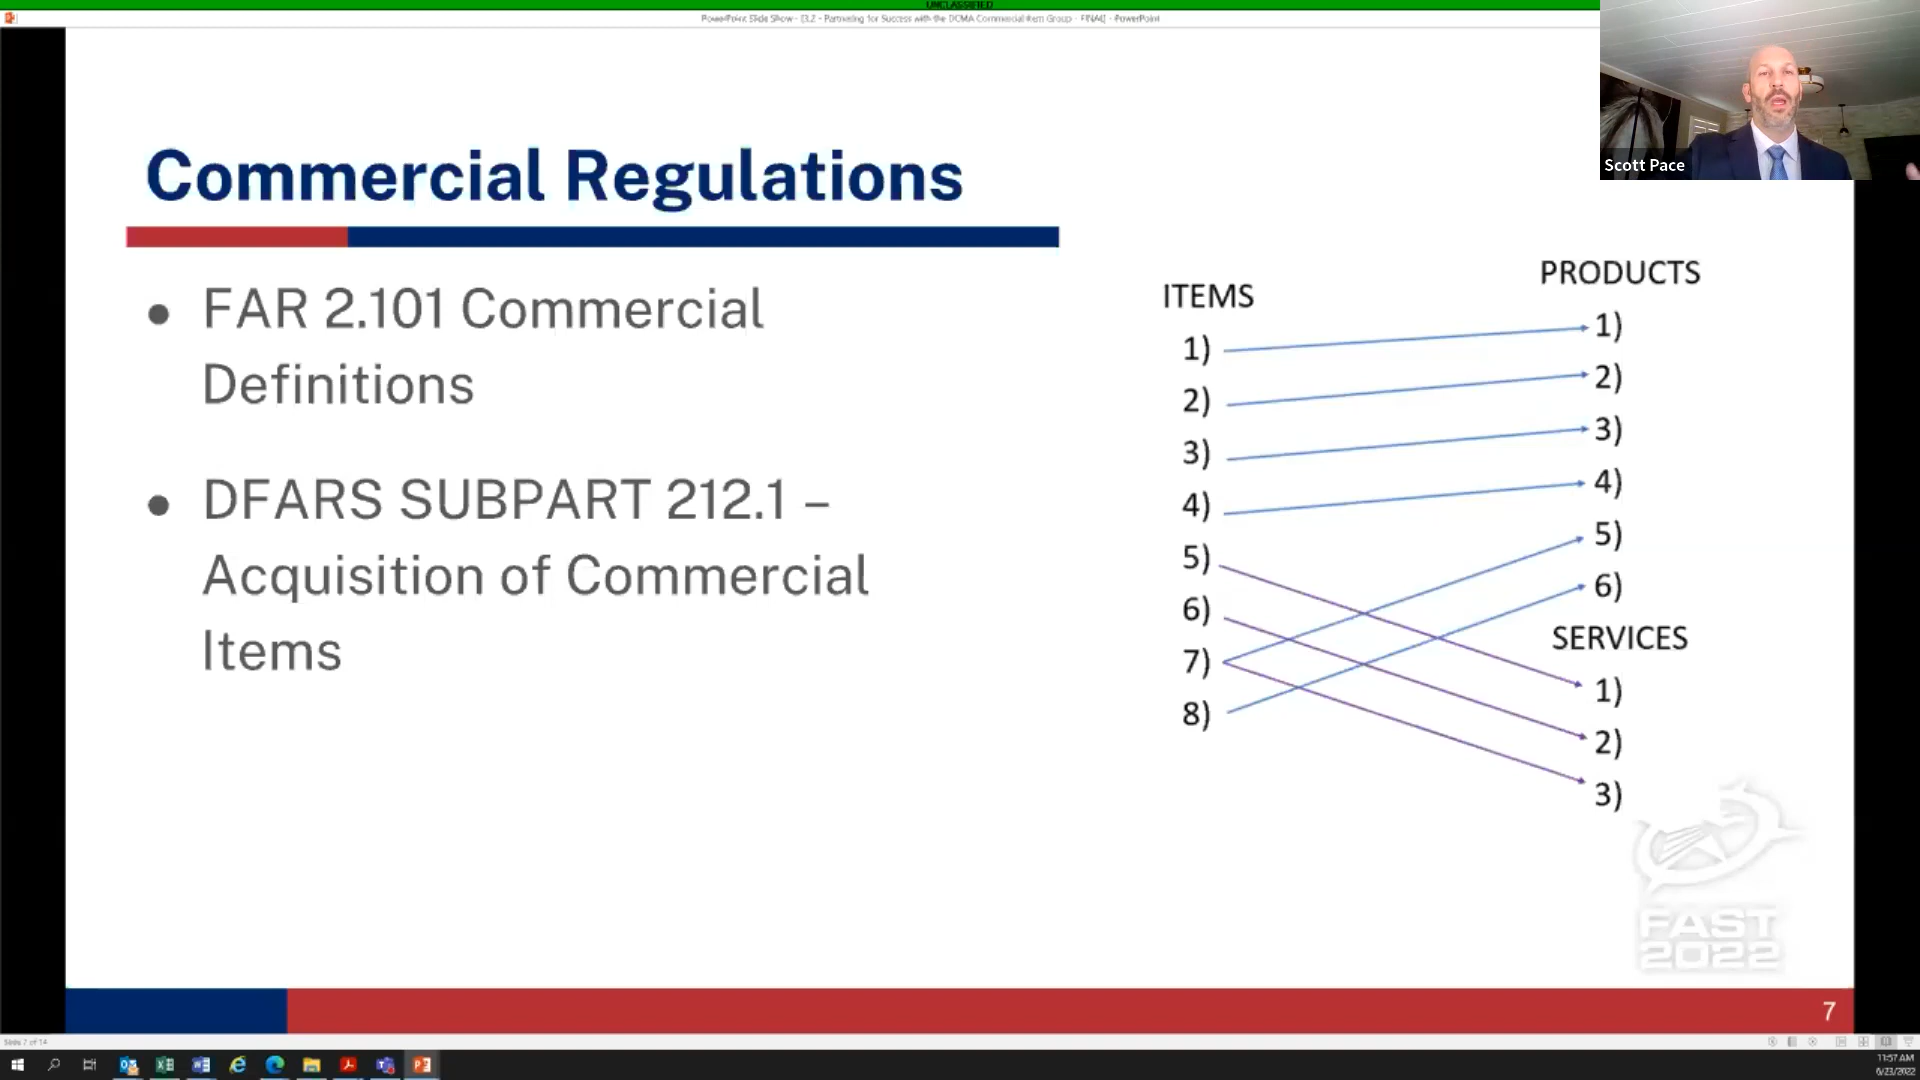 UNCLASSIFIED
PowerPoint Slide Show - [3.2 - Partnering for Success with the DCMA Commercial Item Group - FINAL] - PowerPoint
Scott Pace
Commercial Regulations
• FAR 2.101 Commercial
Definitions
• DFARS SUBPART 212.1 –
Acquisition of Commercial
Items
ITEMS
1)
2)
3)
4)
5)
6)
7)
8)
PRODUCTS
1)
2)
3)
4)
5)
6)
SERVICES
1)
2)
3)
FAST
2022
7
Slide 7 of 14
11:57 AM
6/23/2022